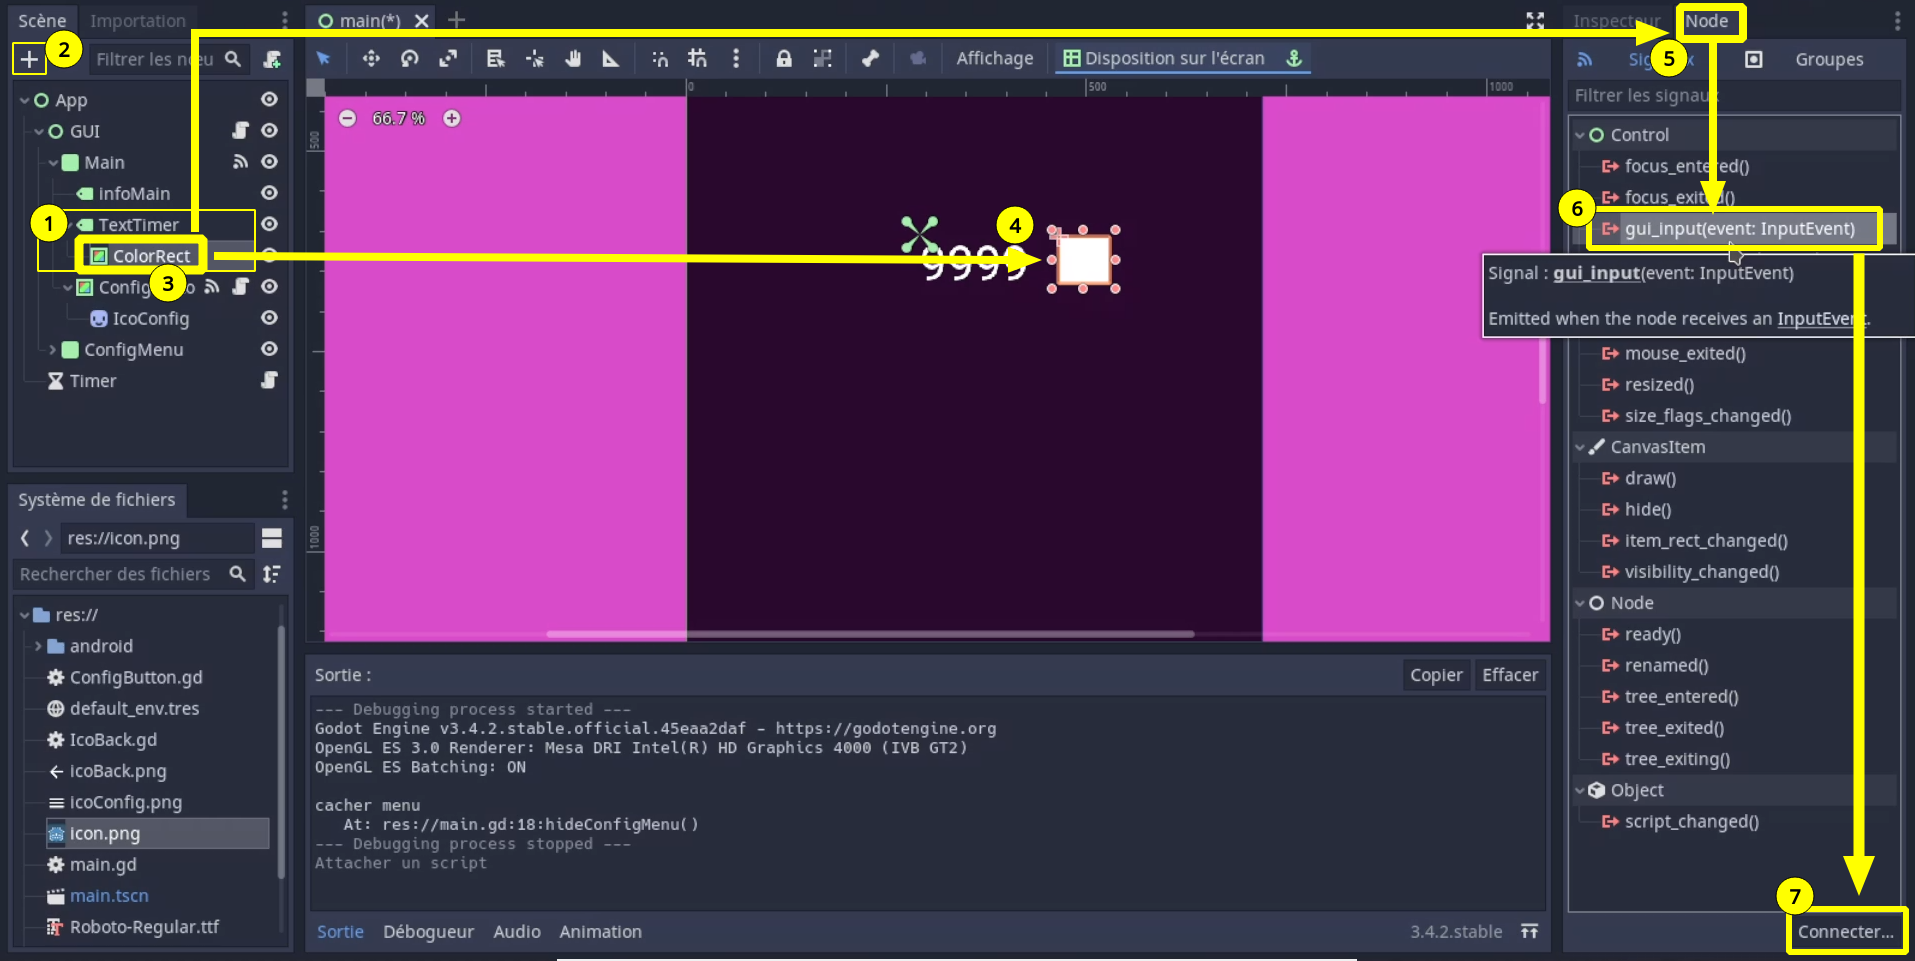 Scène
Importation
main(*)
Inspecteur
Node
2
Filtrer les nœu
Affichage
Disposition sur l'écran
5
Groupes
Filtrer les signaux
App
GUI
Main
infoMain
1
TextTimer
ColorRect
3
IcoConfig
ConfigMenu
Timer
0
500
1000
500
1000
66.7 %
9999
4
Control
focus_entered()
focus_exited()
6
gui_input(event: InputEvent)
Signal : gui_input(event: InputEvent)
Emitted when the node receives an InputEvent.
mouse_exited()
resized()
size_flags_changed()
CanvasItem
draw()
hide()
item_rect_changed()
visibility_changed()
Node
ready()
renamed()
tree_entered()
tree_exited()
tree_exiting()
Object
script_changed()
7
Connecter...
Système de fichiers
res://icon.png
Rechercher des fichiers
res://
android
ConfigButton.gd
default_env.tres
IcoBack.gd
icoBack.png
icoConfig.png
icon.png
main.gd
main.tscn
Roboto-Regular.ttf
Sortie :
Copier
Effacer
--- Debugging process started ---
Godot Engine v3.4.2.stable.official.45eaa2daf - https://godotengine.org
OpenGL ES 3.0 Renderer: Mesa DRI Intel(R) HD Graphics 4000 (IVB GT2)
OpenGL ES Batching: ON
cacher menu
At: res://main.gd:18:hideConfigMenu()
--- Debugging process stopped ---
Attacher un script
Sortie
Débogueur
Audio
Animation
3.4.2.stable